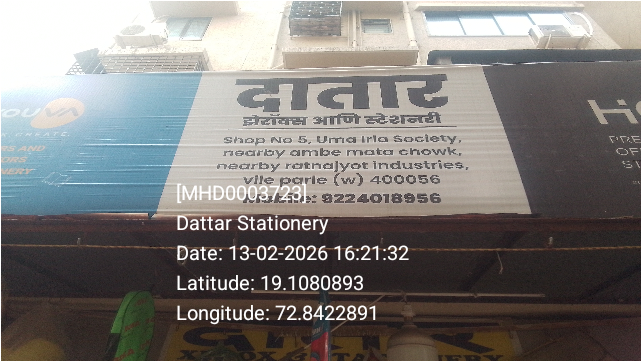 दातार
झेरॉक्स आणि स्टेशनरी
Shop No 5, Uma irla Society,
nearby ambe mata chowk,
nearby ratnajyot industries,
vile parle (w) 400056
Mobile: 9224018956
[MHD0003723]
Dattar Stationery
Date: 13-02-2026 16:21:32
Latitude: 19.1080893
Longitude: 72.8422891